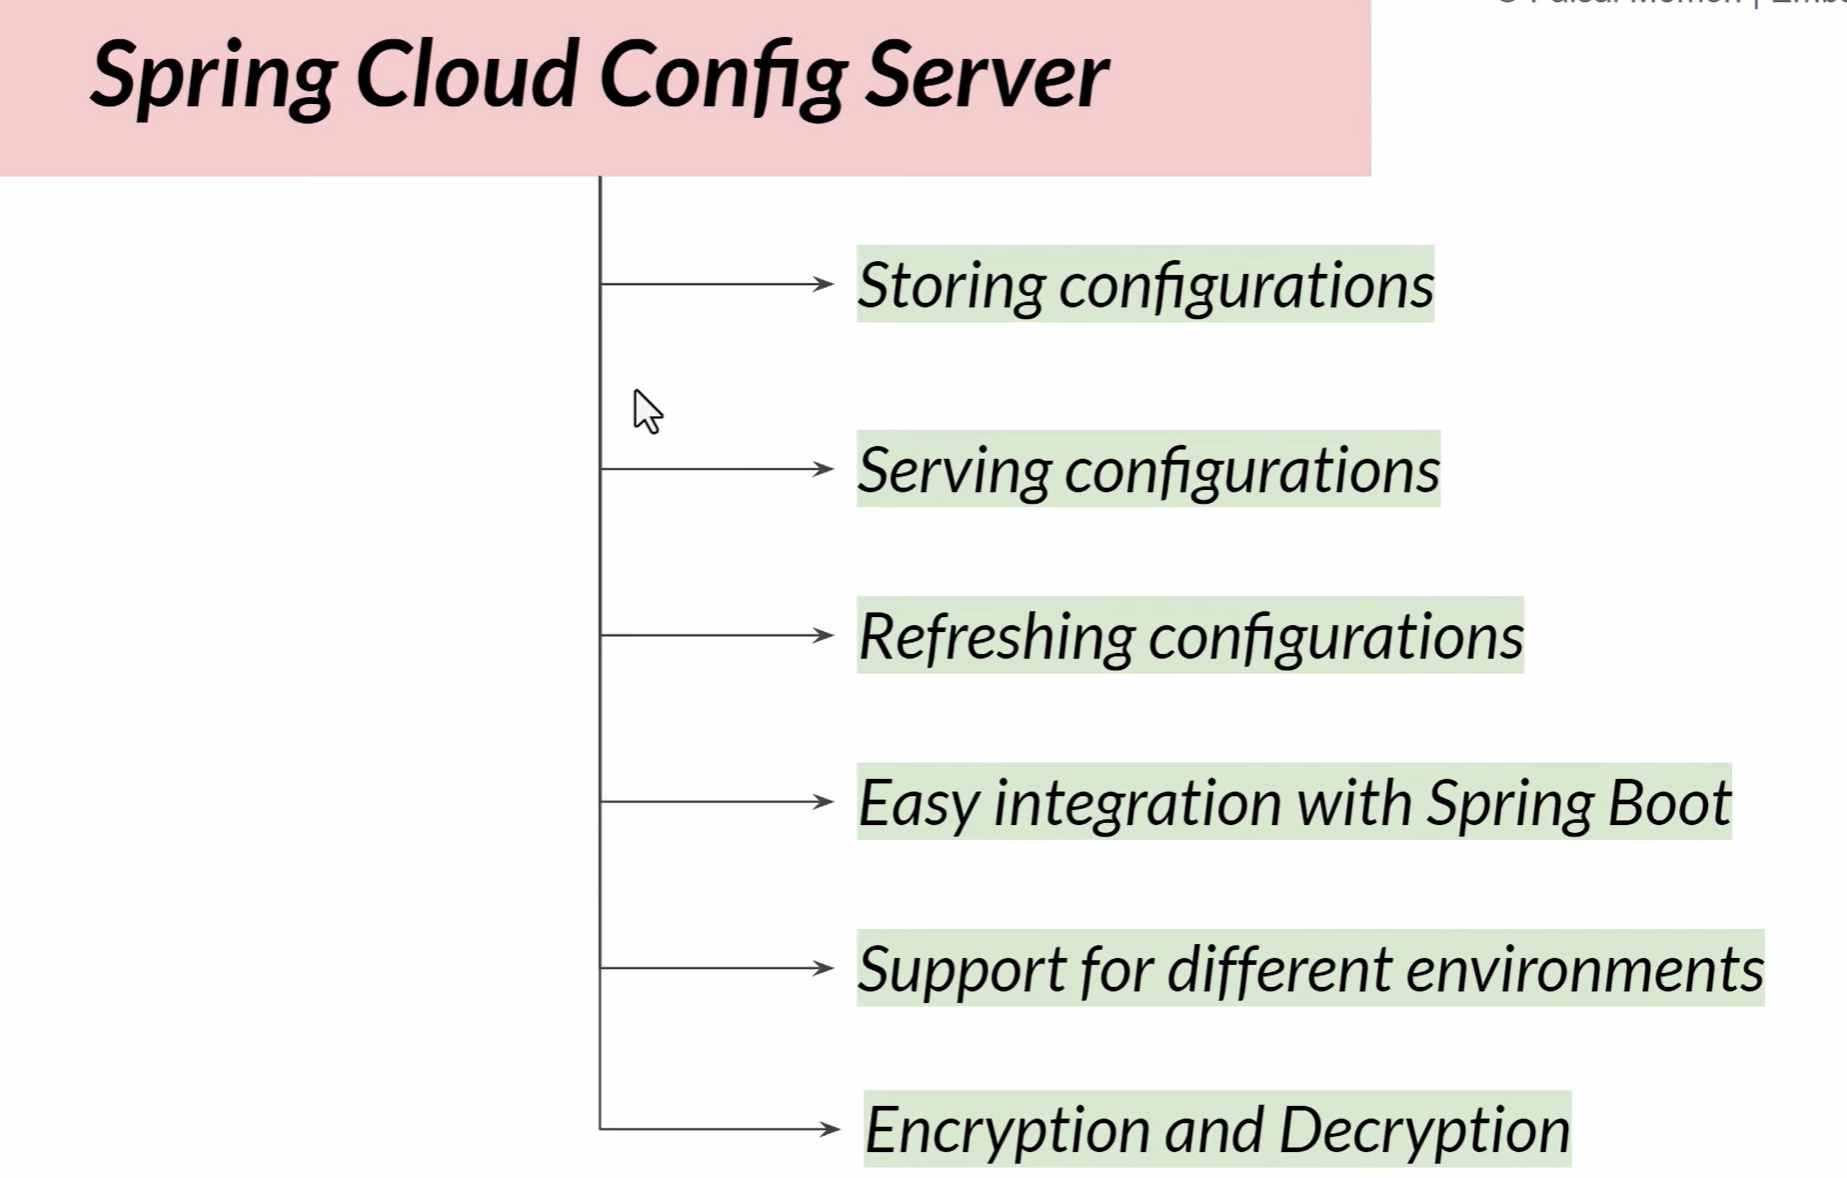 Spring Cloud Config Server
Storing configurations
Serving configurations
Refreshing configurations
Easy integration with Spring Boot
Support for different environments
Encryption and Decryption